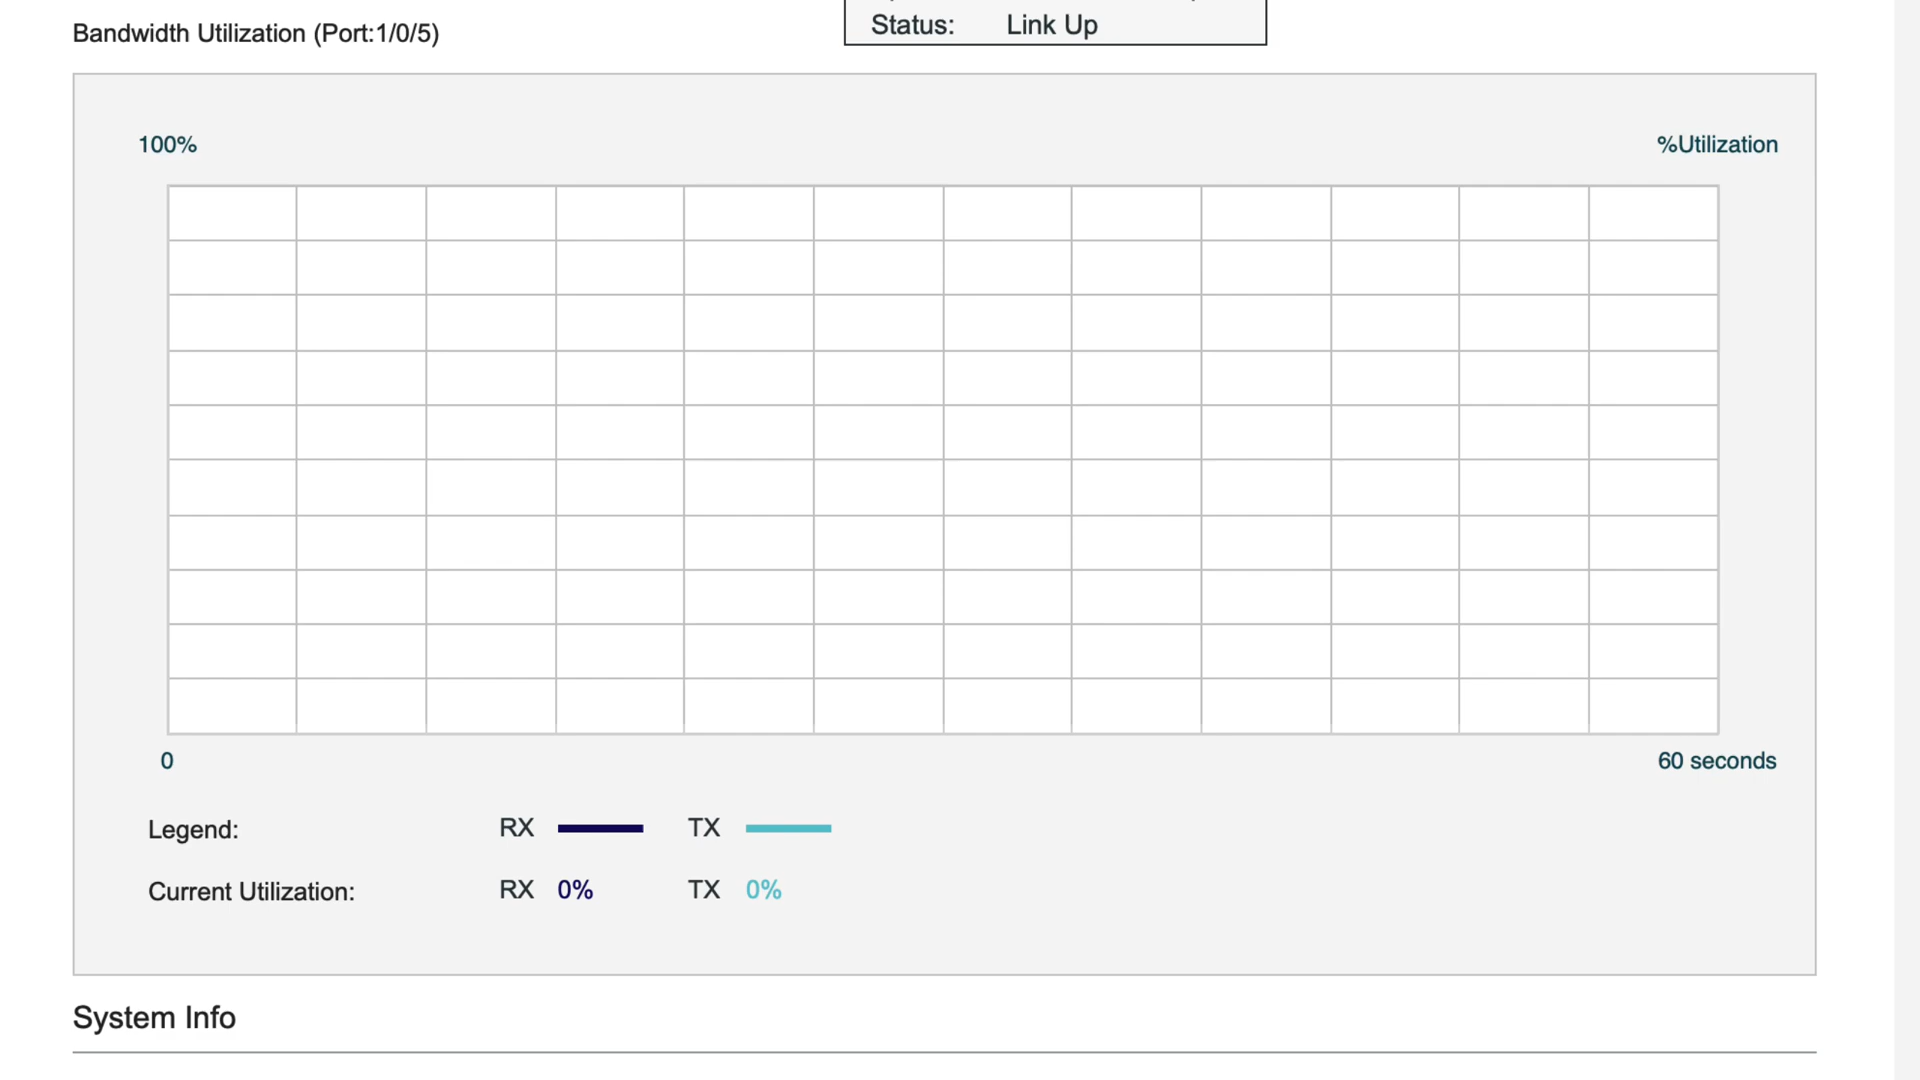 Status: Link Up
Bandwidth Utilization (Port:1/0/5)
100% %Utilization
0 60 seconds
Legend: RX TX
Current Utilization: RX 0% TX 0%
System Info